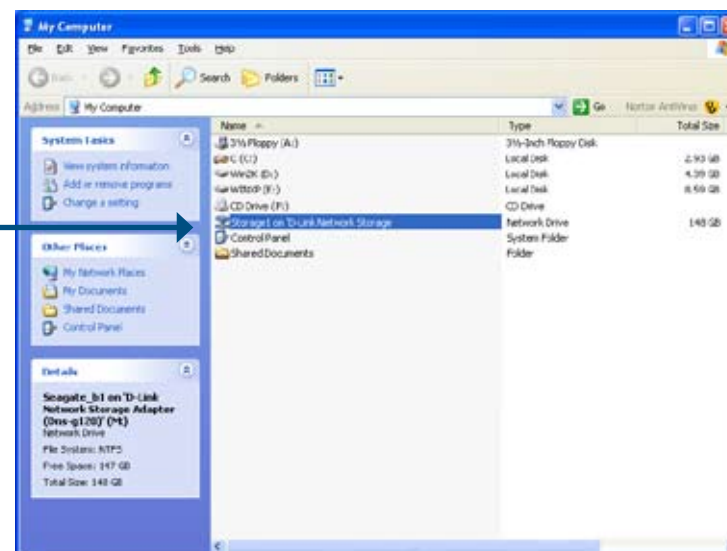 My Computer
File Edit View Favorites Tools Help
Back Search Folders
Address My Computer Go Norton AntiVirus
Name Type Total Size
3½ Floppy (A:) 3½-Inch Floppy Disk
C (C:) Local Disk 2.93 GB
Win2K (D:) Local Disk 4.39 GB
Local Disk 8.59 GB
CD Drive (F:) CD Drive
Storage1 on 'D-Link Network Storage Network Drive 148 GB
Control Panel System Folder
Shared Documents Folder
System Tasks
View system information
Add or remove programs
Change a setting
Other Places
My Network Places
My Documents
Shared Documents
Control Panel
Details
Seagate_b1 on 'D-Link
Network Storage Adapter
(Dns-g120)' (M:)
Network Drive
File System: NTFS
Free Space: 147 GB
Total Size: 148 GB